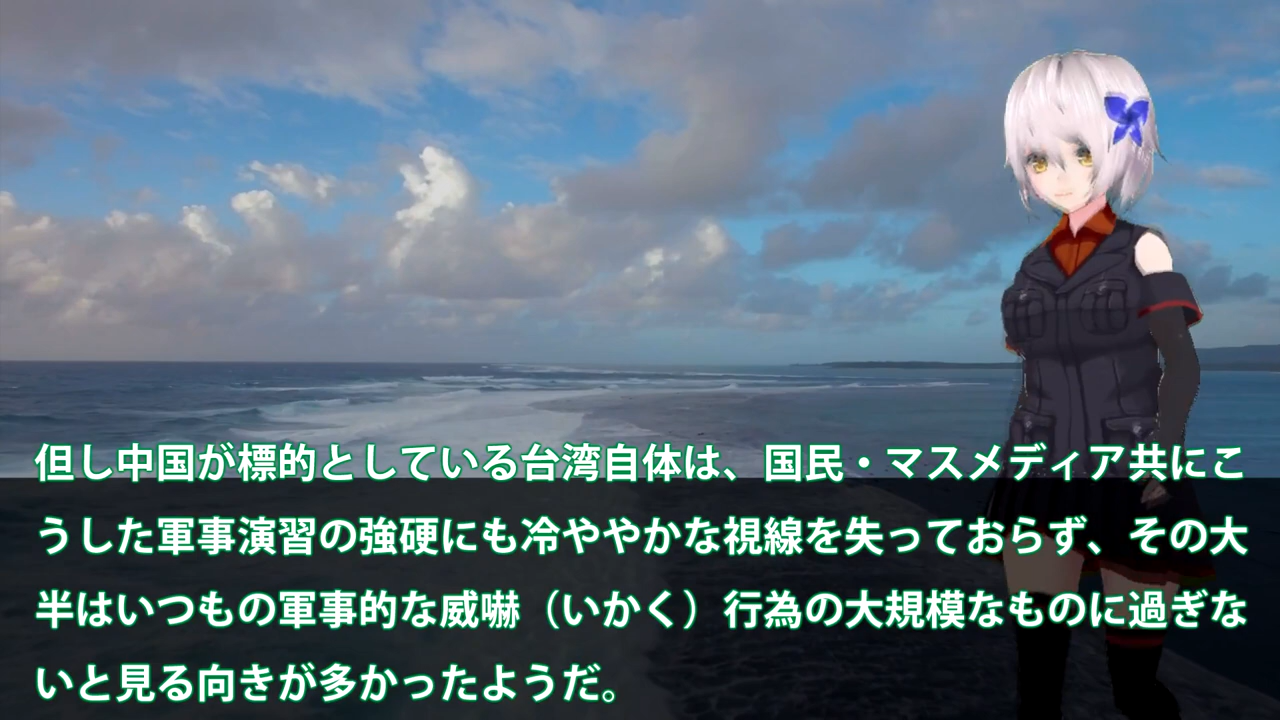 但し中国が標的としている台湾自体は、国民・マスメディア共にこ
うした軍事演習の強硬にも冷ややかな視線を失っておらず、その大
半はいつもの軍事的な威嚇（いかく）行為の大規模なものに過ぎな
いと見る向きが多かったようだ。